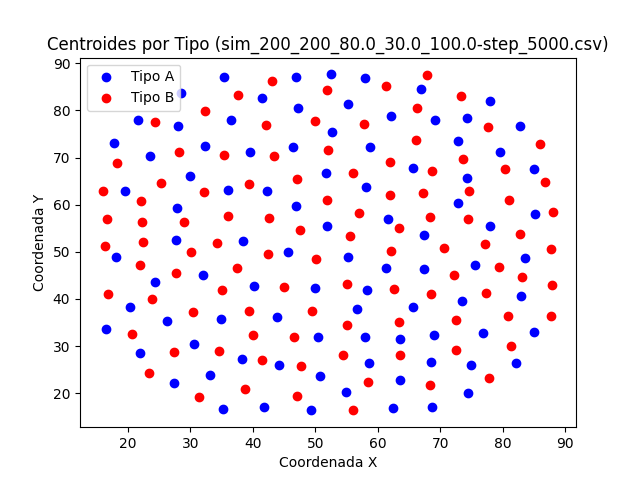 Centroides por Tipo (sim_200_200_80.0_30.0_100.0-step_5000.csv)
Tipo A
Tipo B
90
80
70
60
50
40
30
20
Coordenada Y
20 30 40 50 60 70 80 90
Coordenada X